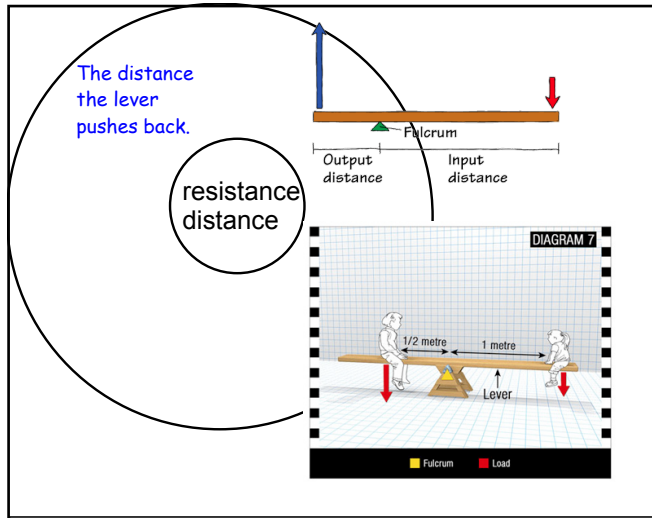 The distance
the lever
pushes back.
resistance
distance
Fulcrum
Output
distance
Input
distance
DIAGRAM 7
1/2 metre
1 metre
Lever
Fulcrum
Load